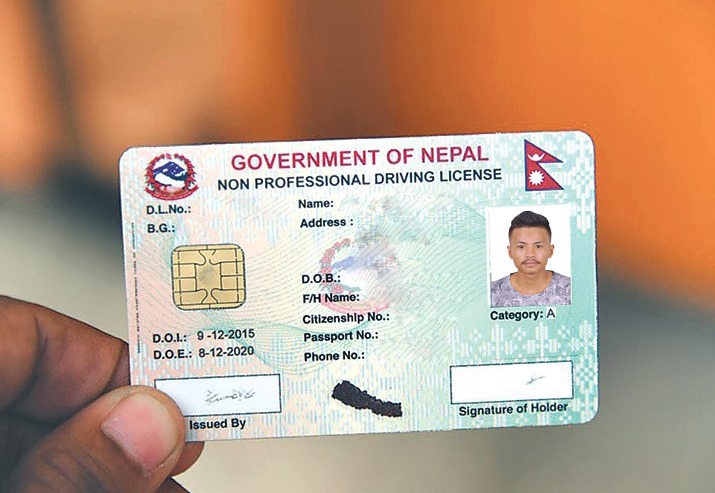 GOVERNMENT OF NEPAL
NON PROFESSIONAL DRIVING LICENSE
D.L.No.:
B.G.:
Name:
Address :
D.O.B.:
F/H Name:
Citizenship No.:
Passport No.:
Phone No.:
Category: A
D.O.I.: 9 -12-2015
D.O.E.: 8-12-2020
Issued By
Signature of Holder